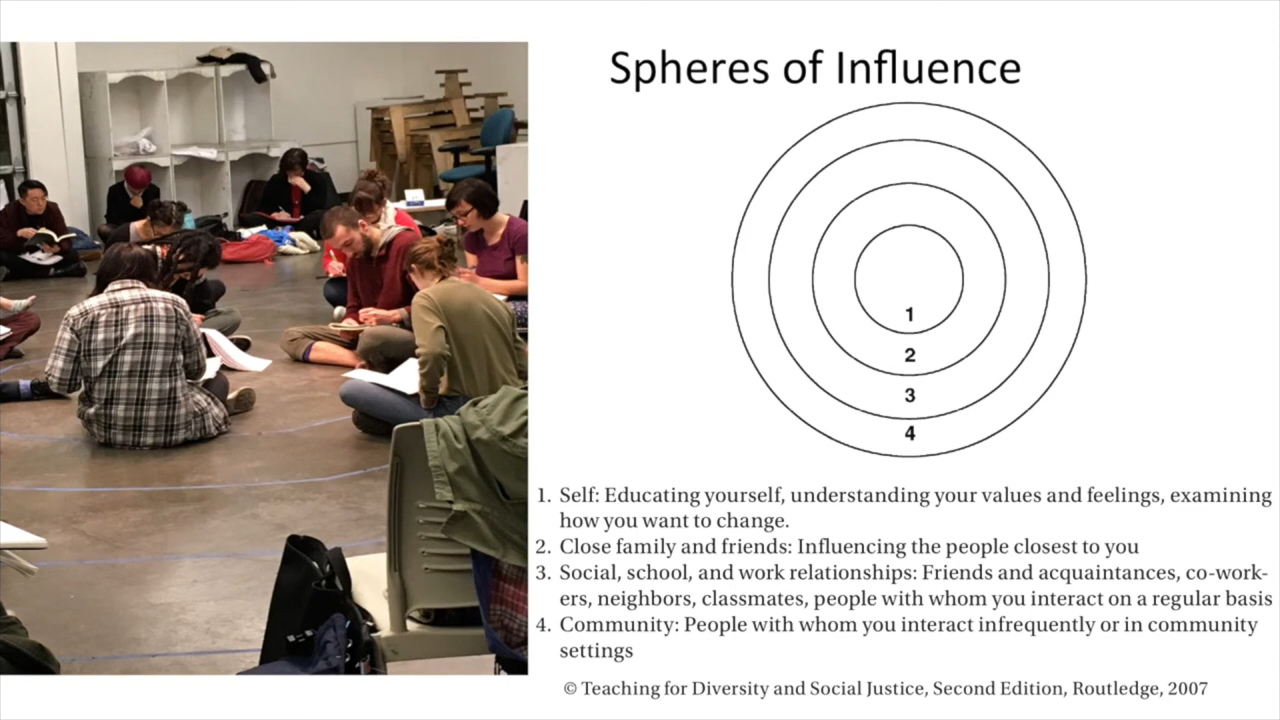 Spheres of Influence
1
2
3
4
1. Self: Educating yourself, understanding your values and feelings, examining
how you want to change.
2. Close family and friends: Influencing the people closest to you
3. Social, school, and work relationships: Friends and acquaintances, co-work-
ers, neighbors, classmates, people with whom you interact on a regular basis
4. Community: People with whom you interact infrequently or in community
settings
© Teaching for Diversity and Social Justice, Second Edition, Routledge, 2007